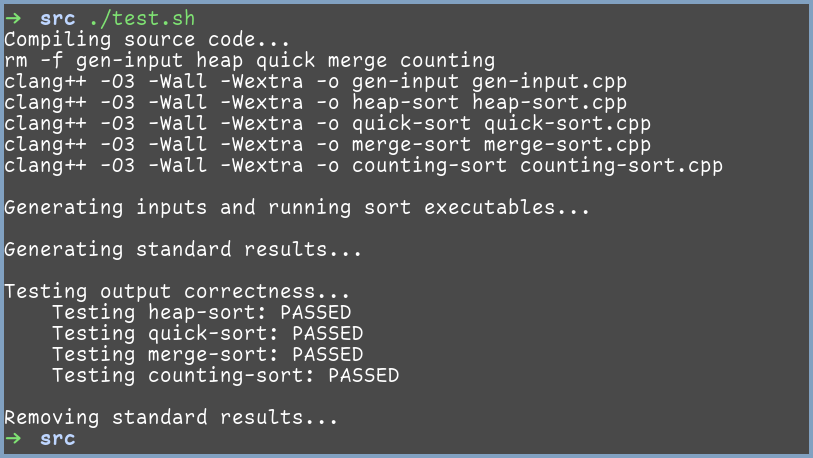 → src ./test.sh
Compiling source code...
rm -f gen-input heap quick merge counting
clang++ -O3 -Wall -Wextra -o gen-input gen-input.cpp
clang++ -O3 -Wall -Wextra -o heap-sort heap-sort.cpp
clang++ -O3 -Wall -Wextra -o quick-sort quick-sort.cpp
clang++ -O3 -Wall -Wextra -o merge-sort merge-sort.cpp
clang++ -O3 -Wall -Wextra -o counting-sort counting-sort.cpp

Generating inputs and running sort executables...

Generating standard results...

Testing output correctness...
    Testing heap-sort: PASSED
    Testing quick-sort: PASSED
    Testing merge-sort: PASSED
    Testing counting-sort: PASSED

Removing standard results...
→ src